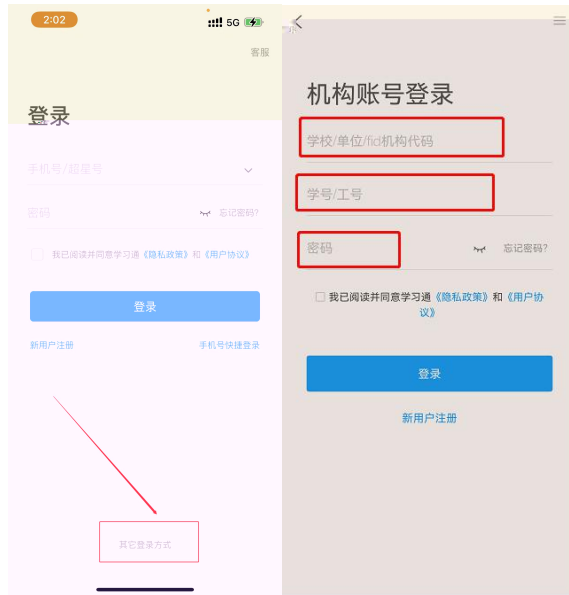 2:02
5G
客服
登录
手机号/超星号
密码
忘记密码?
我已阅读并同意学习通《隐私政策》和《用户协议》
登录
新用户注册
手机号快捷登录
其它登录方式
机构账号登录
学校/单位/fid机构代码
学号/工号
密码
忘记密码?
我已阅读并同意学习通《隐私政策》和《用户协
议》
登录
新用户注册